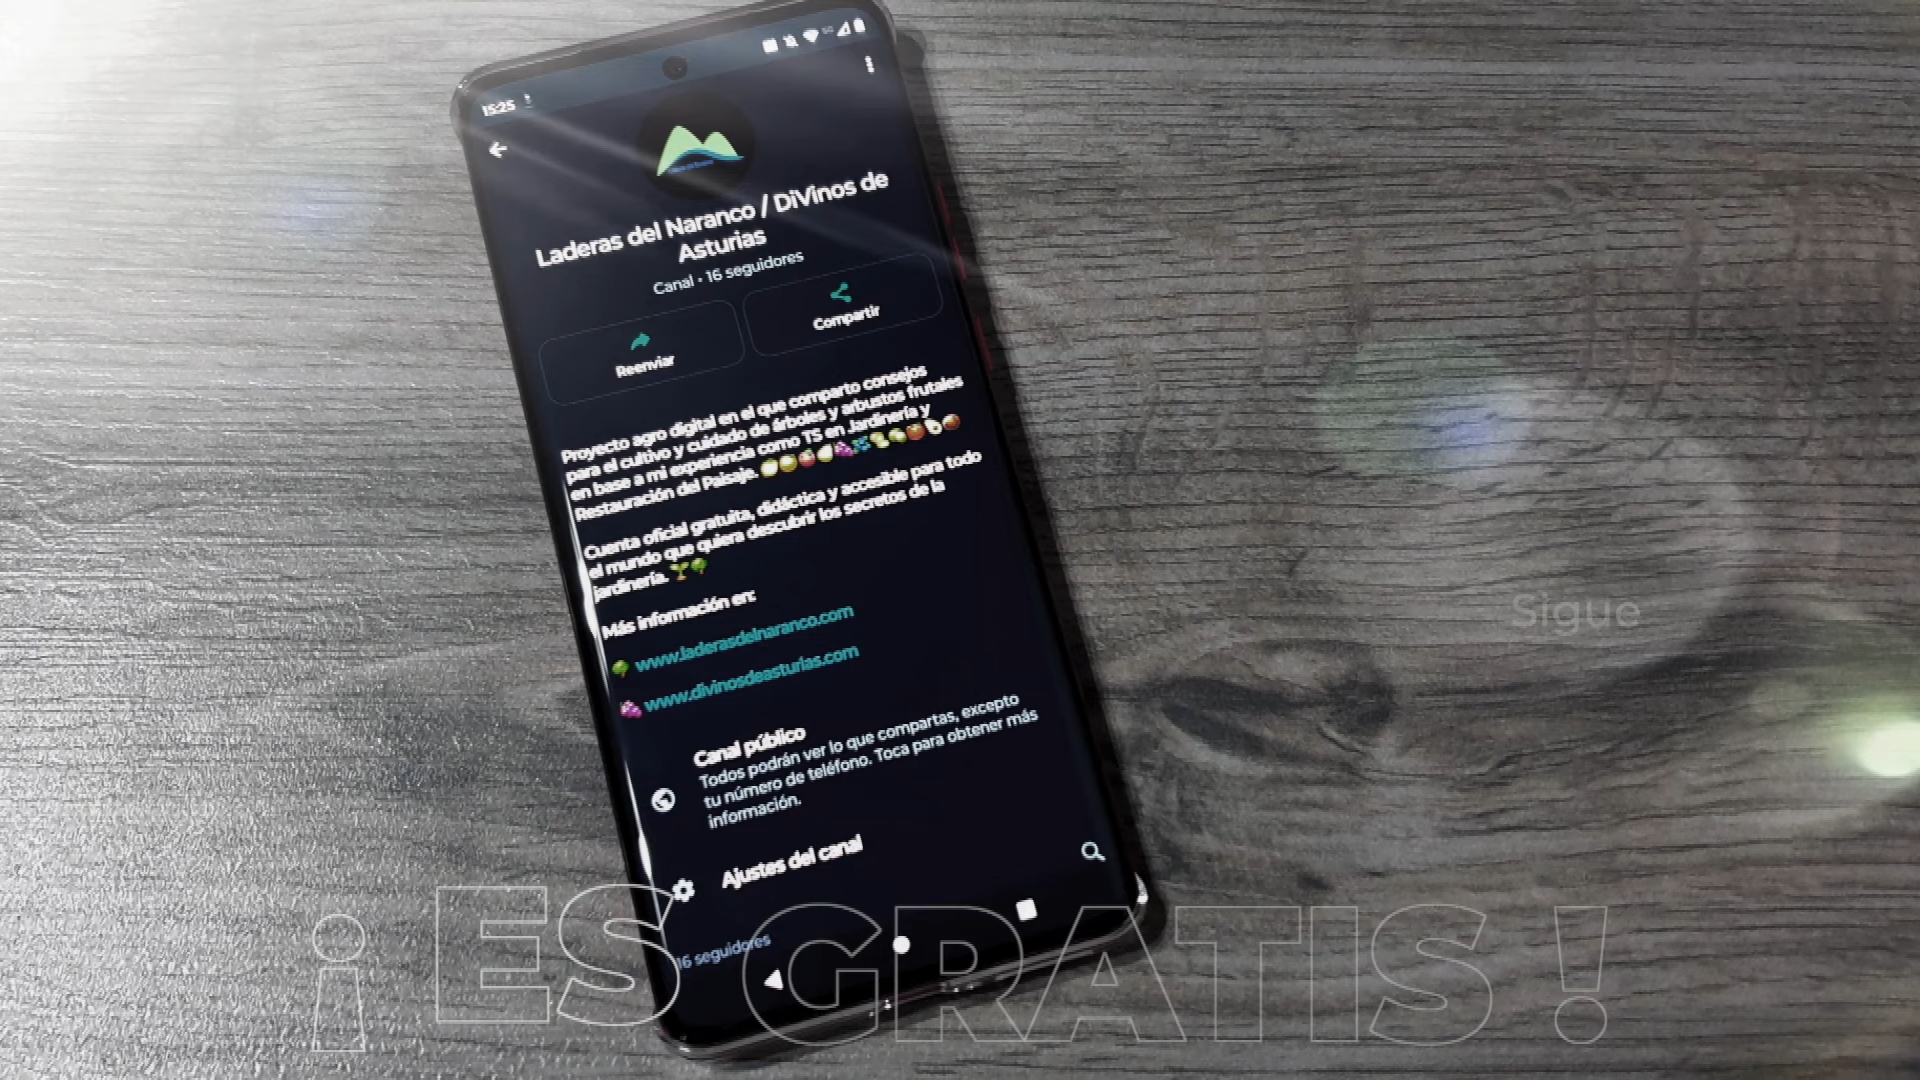 15:25
Laderas del Naranco / DiVinos de
Asturias
Canal • 16 seguidores
Reenviar
Compartir
Proyecto agro digital en el que comparto consejos
para el cultivo y cuidado de árboles y arbustos frutales
en base a mi experiencia como TS en Jardinería y
Restauración del Paisaje. 🍈🍋🍎🍐🍇🫐🥜🥝🍅🥑🌰
Cuenta oficial gratuita, didáctica y accesible para todo
el mundo que quiera descubrir los secretos de la
jardinería. 🌱🌳
Más información en:
🌳 www.laderasdelnaranco.com
🍇 www.divinosdeasturias.com
Canal público
Todos podrán ver lo que compartas, excepto
tu número de teléfono. Toca para obtener más
información.
Ajustes del canal
16 seguidores
Sigue
¡ ES GRATIS !